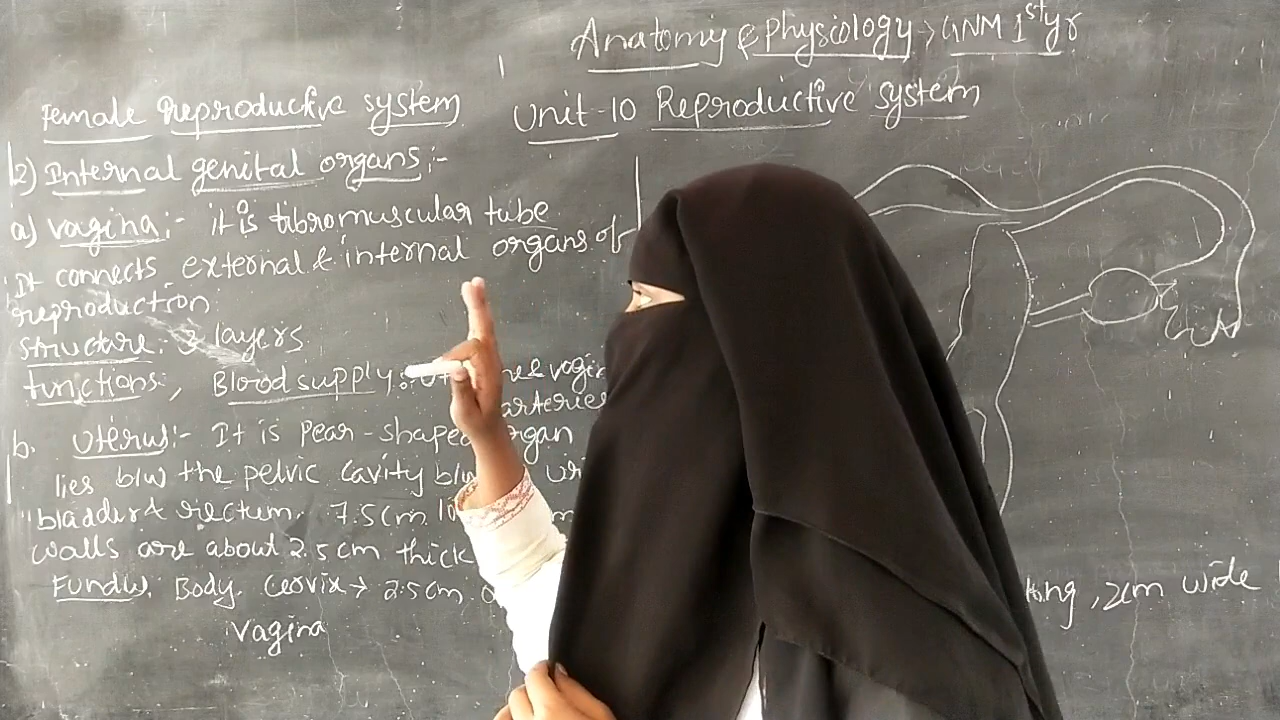 Anatomy & physiology → GNM 1st yr
Unit-10 Reproductive system
Female Reproductive system
2) Internal genital organs:-
a) vagina:- it is fibromuscular tube
It connects external & internal organs of
reproduction
structure: 3 layers
functions:, Blood supply: vagin
arteries
b. Uterus:- It is pear-shaped organ
lies b/w the pelvic cavity b/w
bladder & rectum. 7.5cm
walls are about 2.5 cm thick
Fundus, Body, Cervix → 2.5cm
Vagina
long, 2cm wide